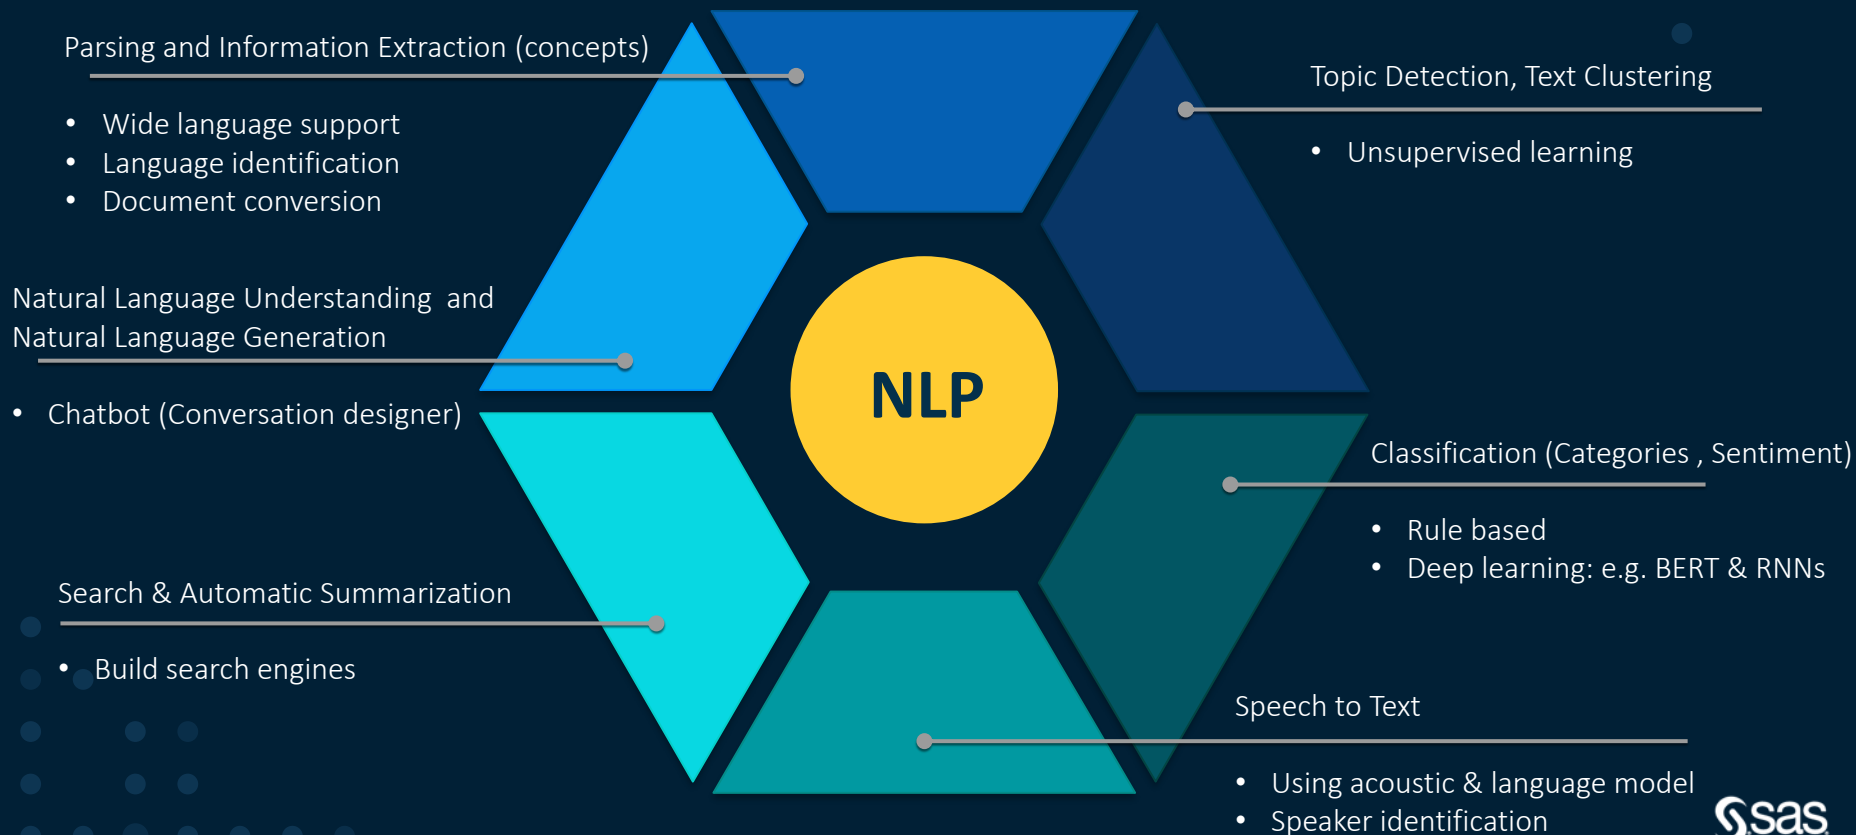 Parsing and Information Extraction (concepts)
• Wide language support
• Language identification
• Document conversion
Topic Detection, Text Clustering
• Unsupervised learning
Natural Language Understanding and
Natural Language Generation
• Chatbot (Conversation designer)
NLP
Classification (Categories , Sentiment)
• Rule based
• Deep learning: e.g. BERT & RNNs
Search & Automatic Summarization
• Build search engines
Speech to Text
• Using acoustic & language model
• Speaker identification
sas